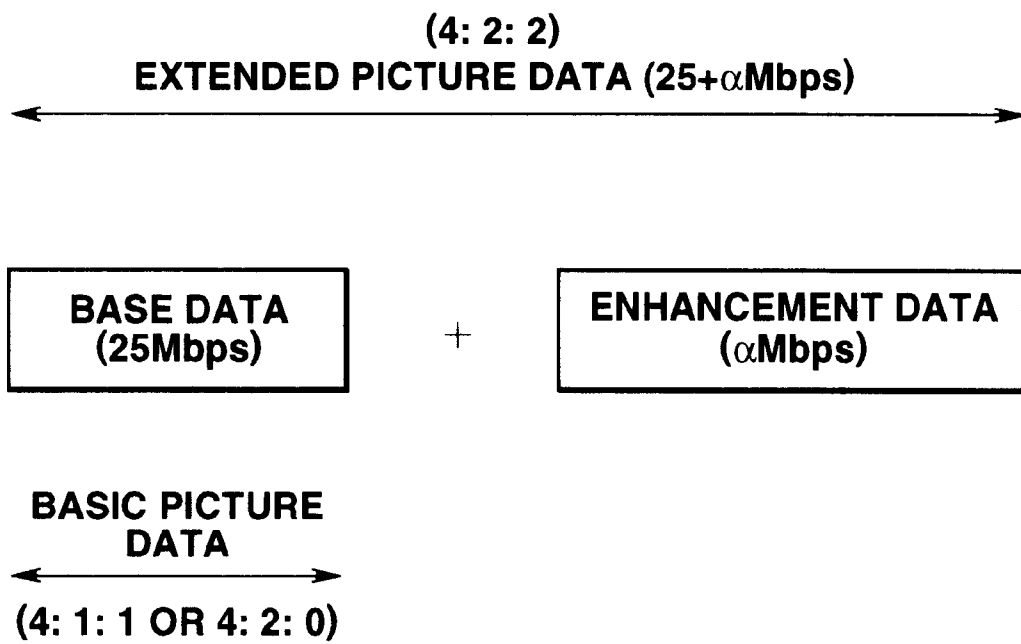 (4: 2: 2)
EXTENDED PICTURE DATA (25+αMbps)
BASE DATA
(25Mbps)
+
ENHANCEMENT DATA
(αMbps)
BASIC PICTURE
DATA
(4: 1: 1 OR 4: 2: 0)